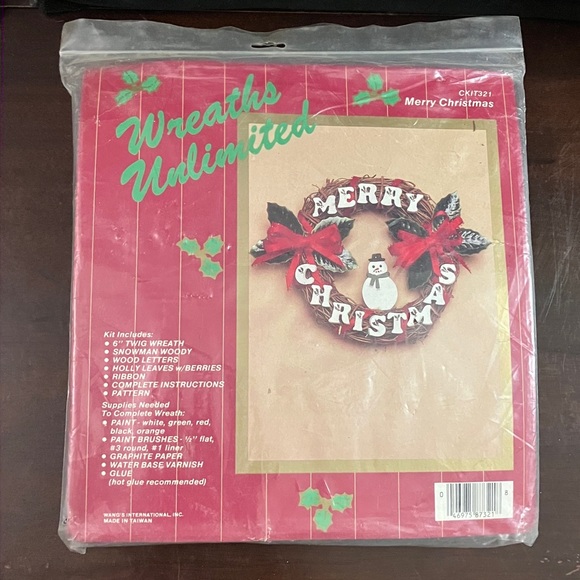 Wreaths
Unlimited
CKIT321
Merry Christmas
MERRY
CHRISTMAS
Kit Includes:
• 6" TWIG WREATH
• SNOWMAN WOODY
• WOOD LETTERS
• HOLLY LEAVES w/BERRIES
• RIBBON
• COMPLETE INSTRUCTIONS
• PATTERN
Supplies Needed
To Complete Wreath:
• PAINT - white, green, red,
black, orange
• PAINT BRUSHES - ½" flat,
#3 round, #1 liner
• GRAPHITE PAPER
• WATER BASE VARNISH
• GLUE
(hot glue recommended)
WANG'S INTERNATIONAL, INC.
MADE IN TAIWAN
0 8